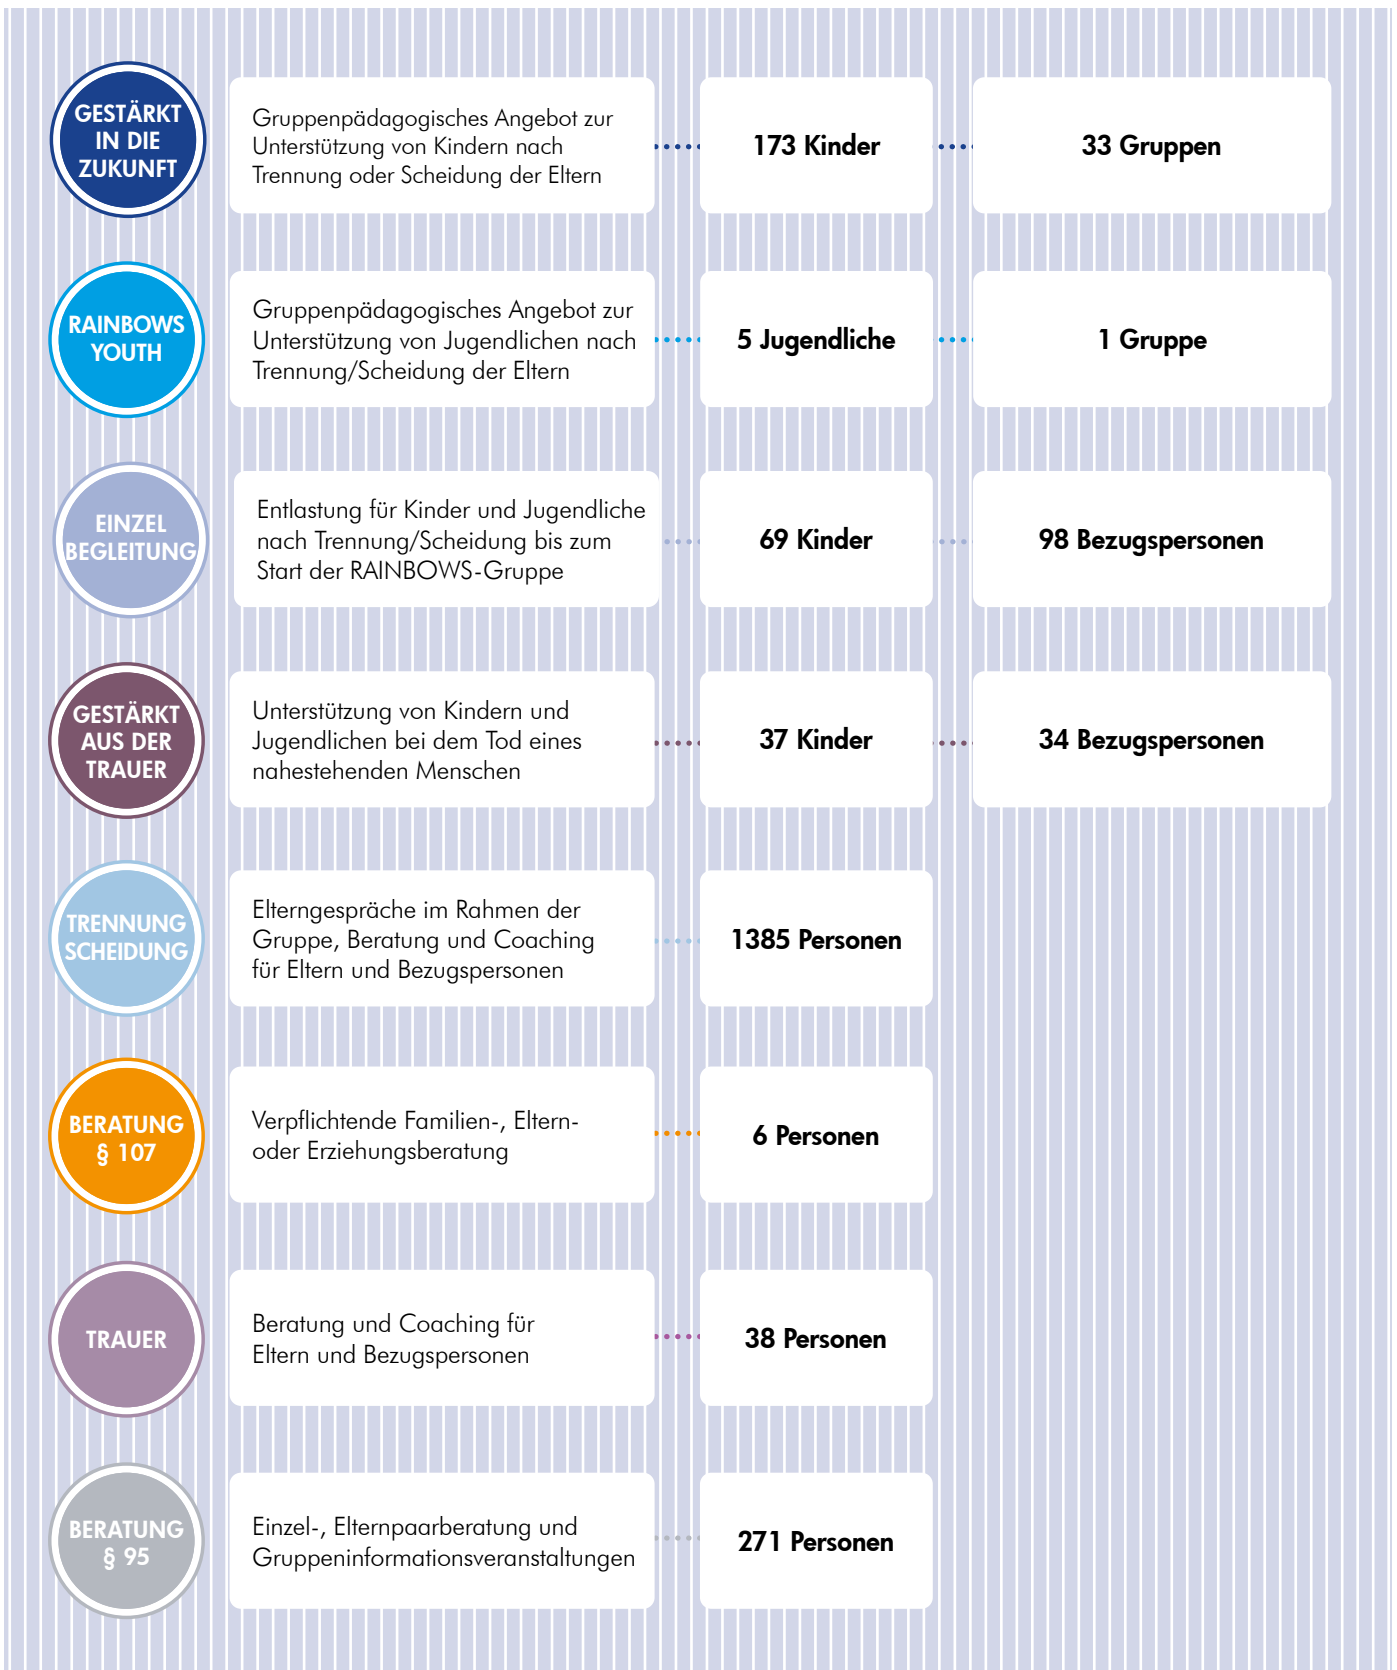 GESTÄRKT
IN DIE
ZUKUNFT
Gruppenpädagogisches Angebot zur
Unterstützung von Kindern nach
Trennung oder Scheidung der Eltern
173 Kinder
33 Gruppen
RAINBOWS
YOUTH
Gruppenpädagogisches Angebot zur
Unterstützung von Jugendlichen nach
Trennung/Scheidung der Eltern
5 Jugendliche
1 Gruppe
EINZEL
BEGLEITUNG
Entlastung für Kinder und Jugendliche
nach Trennung/Scheidung bis zum
Start der RAINBOWS-Gruppe
69 Kinder
98 Bezugspersonen
GESTÄRKT
AUS DER
TRAUER
Unterstützung von Kindern und
Jugendlichen bei dem Tod eines
nahestehenden Menschen
37 Kinder
34 Bezugspersonen
TRENNUNG
SCHEIDUNG
Elterngespräche im Rahmen der
Gruppe, Beratung und Coaching
für Eltern und Bezugspersonen
1385 Personen
BERATUNG
§ 107
Verpflichtende Familien-, Eltern-
oder Erziehungsberatung
6 Personen
TRAUER
Beratung und Coaching für
Eltern und Bezugspersonen
38 Personen
BERATUNG
§ 95
Einzel-, Elternpaarberatung und
Gruppeninformationsveranstaltungen
271 Personen